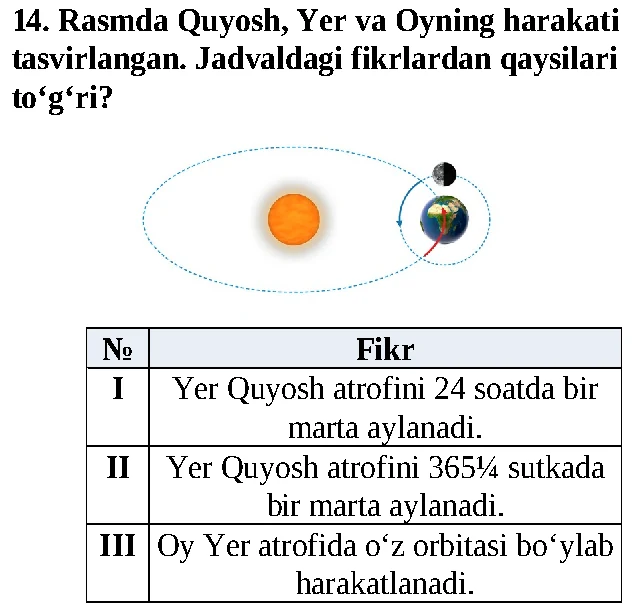 14. Rasmda Quyosh, Yer va Oyning harakati
tasvirlangan. Jadvaldagi fikrlardan qaysilari
to‘g‘ri?
№ Fikr
I Yer Quyosh atrofini 24 soatda bir
marta aylanadi.
II Yer Quyosh atrofini 365¼ sutkada
bir marta aylanadi.
III Oy Yer atrofida o‘z orbitasi bo‘ylab
harakatlanadi.